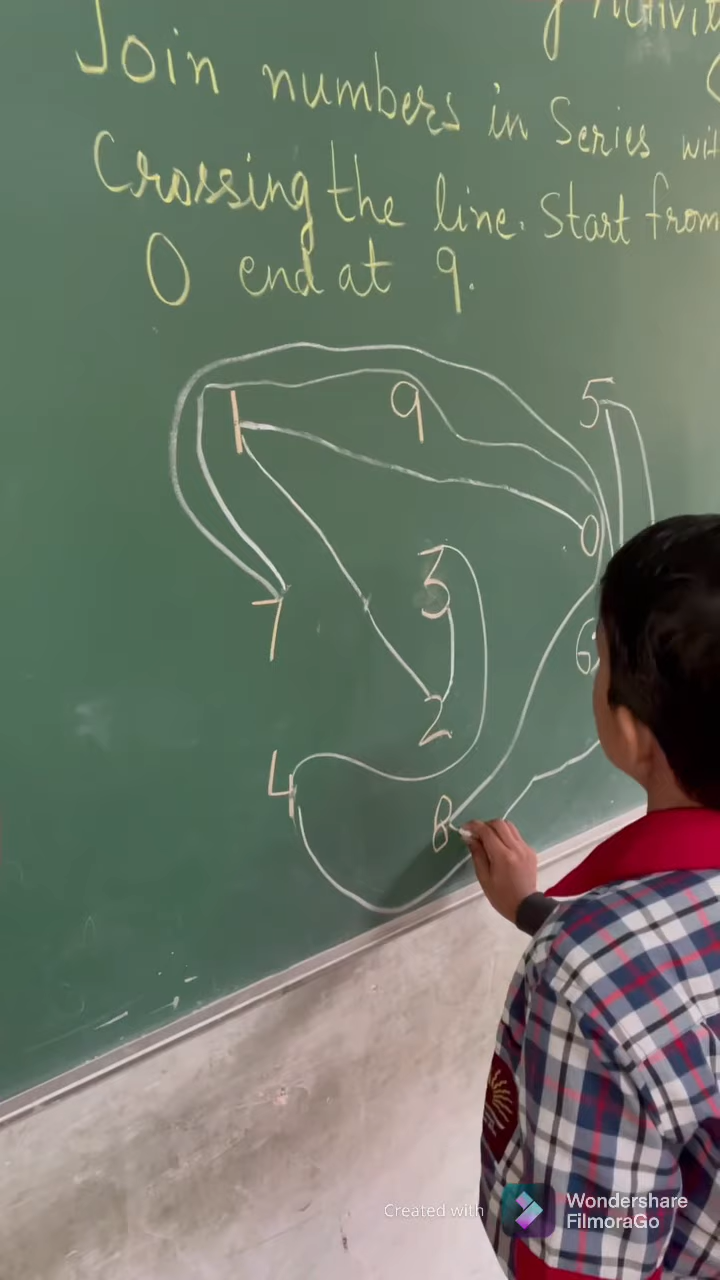 Join numbers in Series
Crossing the line. Start from
0 end at 9.
5
1 9
0
3
7
6
2
4
8
Created with Wondershare
FilmoraGo